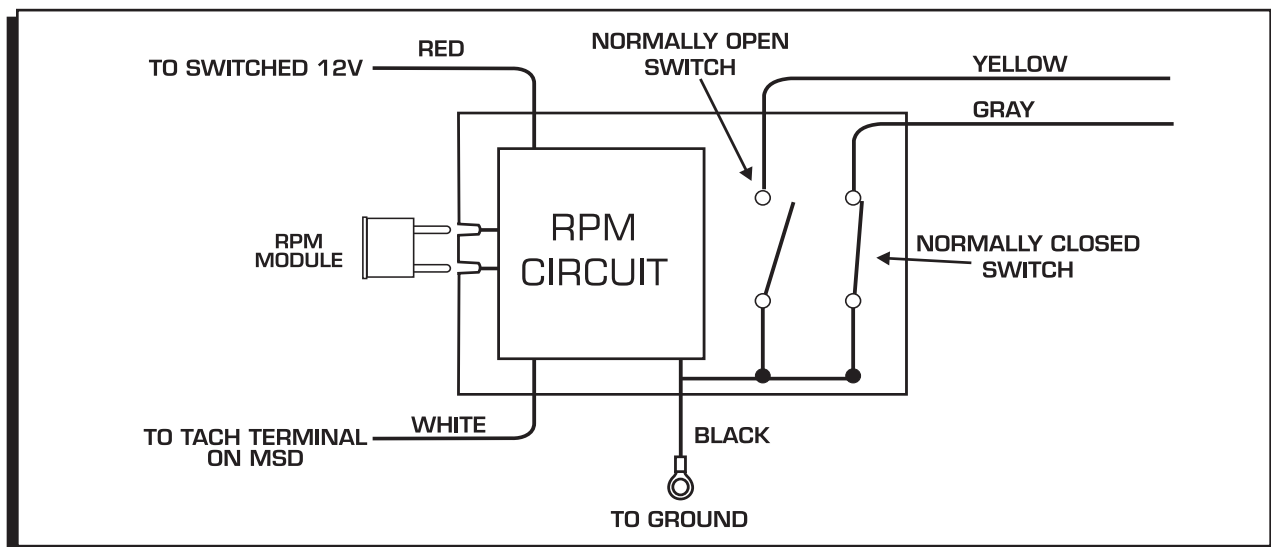 RED
TO SWITCHED 12V
NORMALLY OPEN
SWITCH
YELLOW
GRAY
RPM
MODULE
RPM
CIRCUIT
NORMALLY CLOSED
SWITCH
WHITE
TO TACH TERMINAL
ON MSD
BLACK
TO GROUND